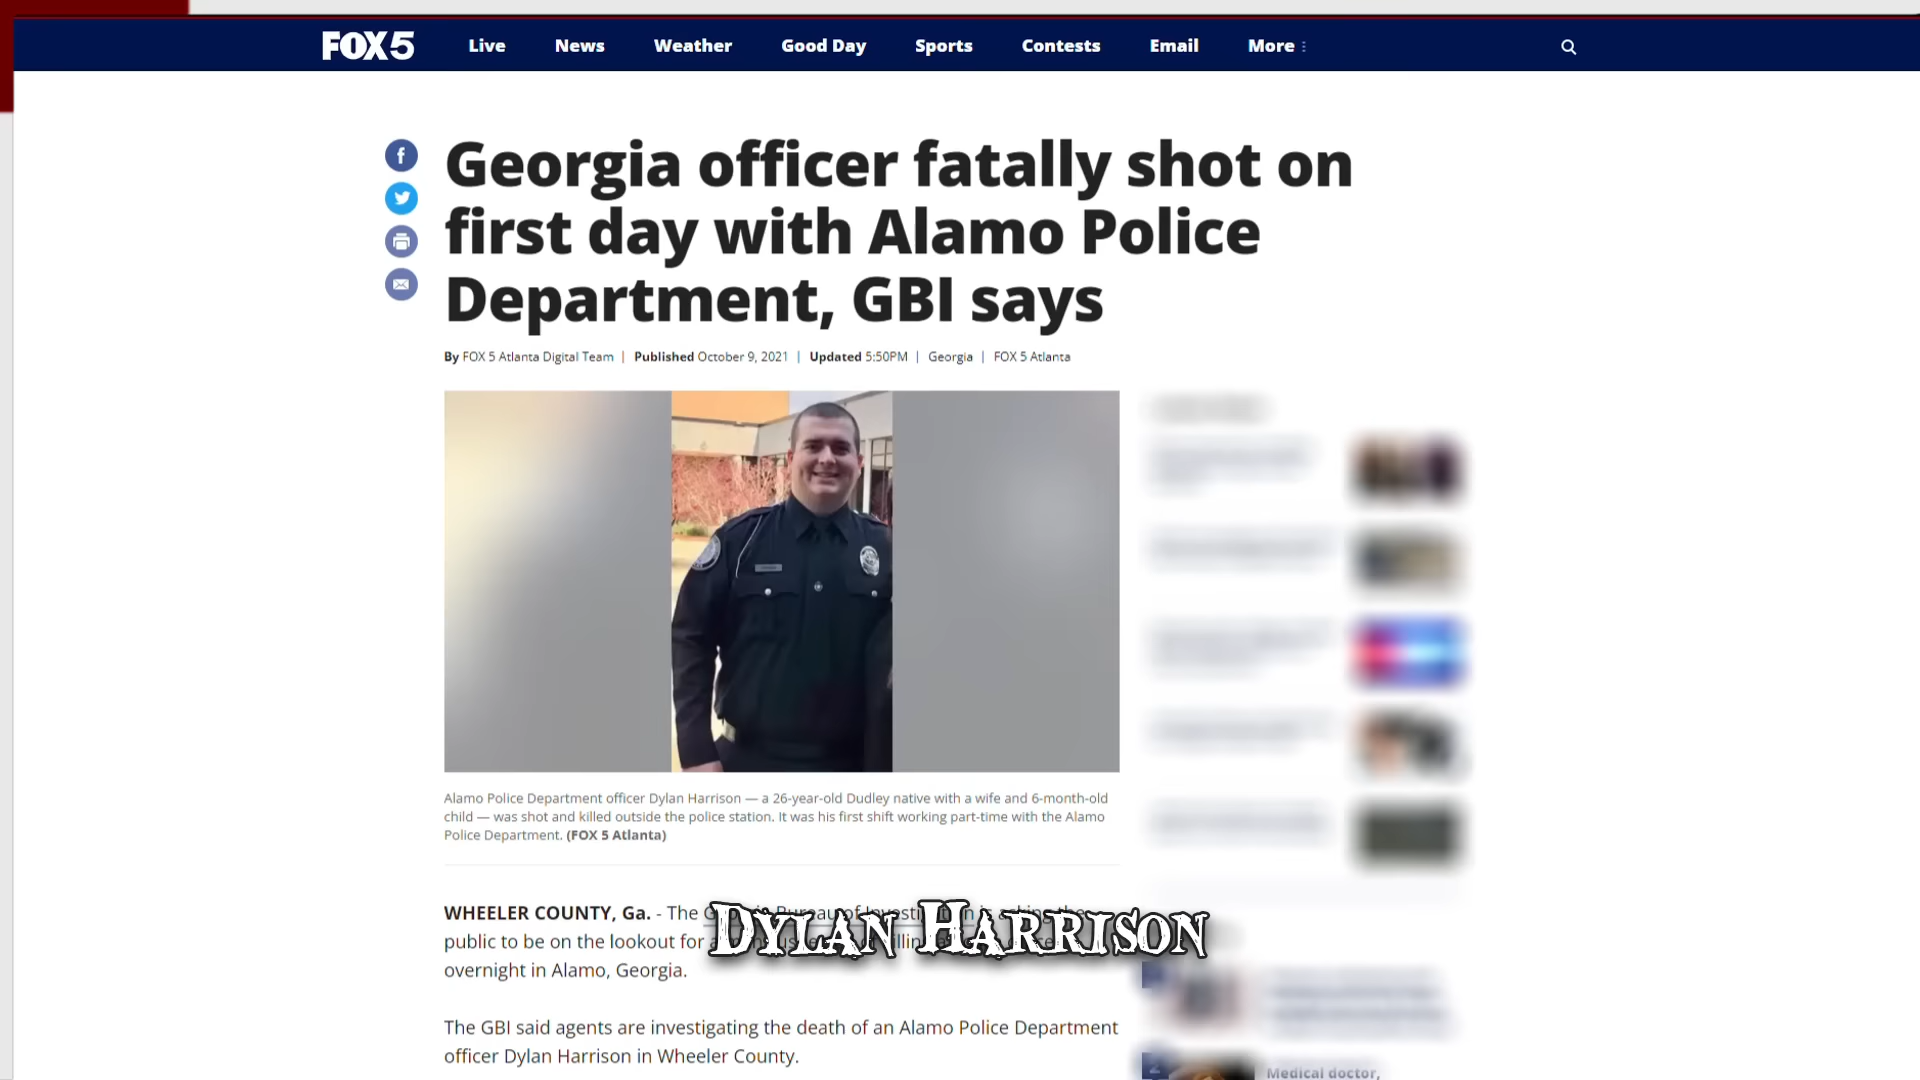 FOX 5
Live News Weather Good Day Sports Contests Email More
Georgia officer fatally shot on
first day with Alamo Police
Department, GBI says
By FOX 5 Atlanta Digital Team | Published October 9, 2021 | Updated 5:50PM | Georgia | FOX 5 Atlanta
Alamo Police Department officer Dylan Harrison — a 26-year-old Dudley native with a wife and 6-month-old
child — was shot and killed outside the police station. It was his first shift working part-time with the Alamo
Police Department. (FOX 5 Atlanta)
WHEELER COUNTY, Ga. - The Bureau of
public to be on the lookout for
overnight in Alamo, Georgia.
Dylan Harrison
The GBI said agents are investigating the death of an Alamo Police Department
officer Dylan Harrison in Wheeler County.
2
Medical doctor,